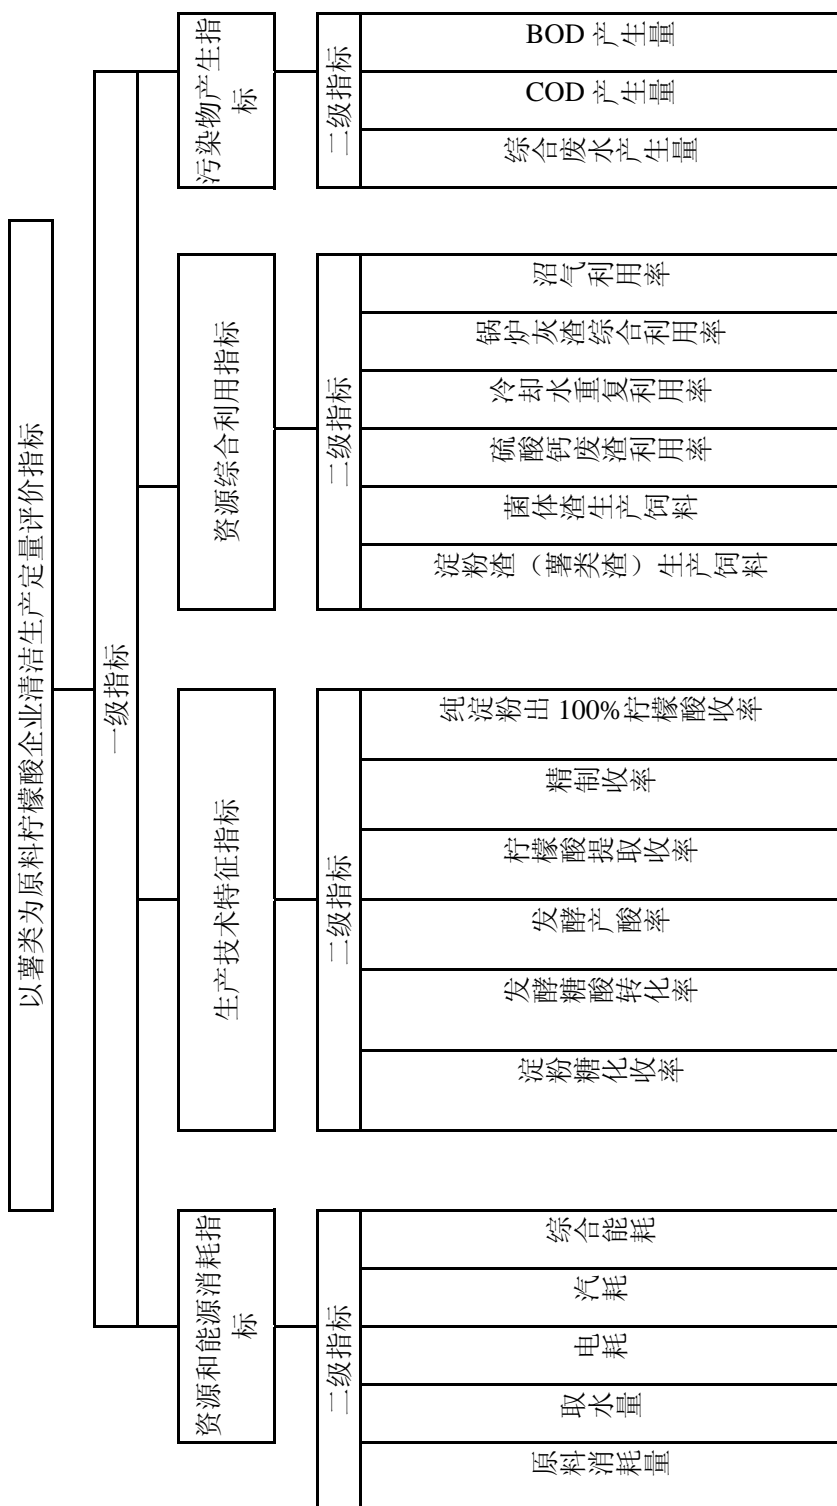 以薯类为原料柠檬酸企业清洁生产定量评价指标
一级指标
资源和能源消耗指
标
二级指标
原料消耗量
取水量
电耗
汽耗
综合能耗
生产技术特征指标
二级指标
淀粉糖化收率
发酵糖酸转化率
发酵产酸率
柠檬酸提取收率
精制收率
纯淀粉出 100%柠檬酸收率
资源综合利用指标
二级指标
淀粉渣（薯类渣）生产饲料
菌体渣生产饲料
硫酸钙废渣利用率
冷却水重复利用率
锅炉灰渣综合利用率
沼气利用率
污染物产生指
标
二级指标
综合废水产生量
COD 产生量
BOD 产生量